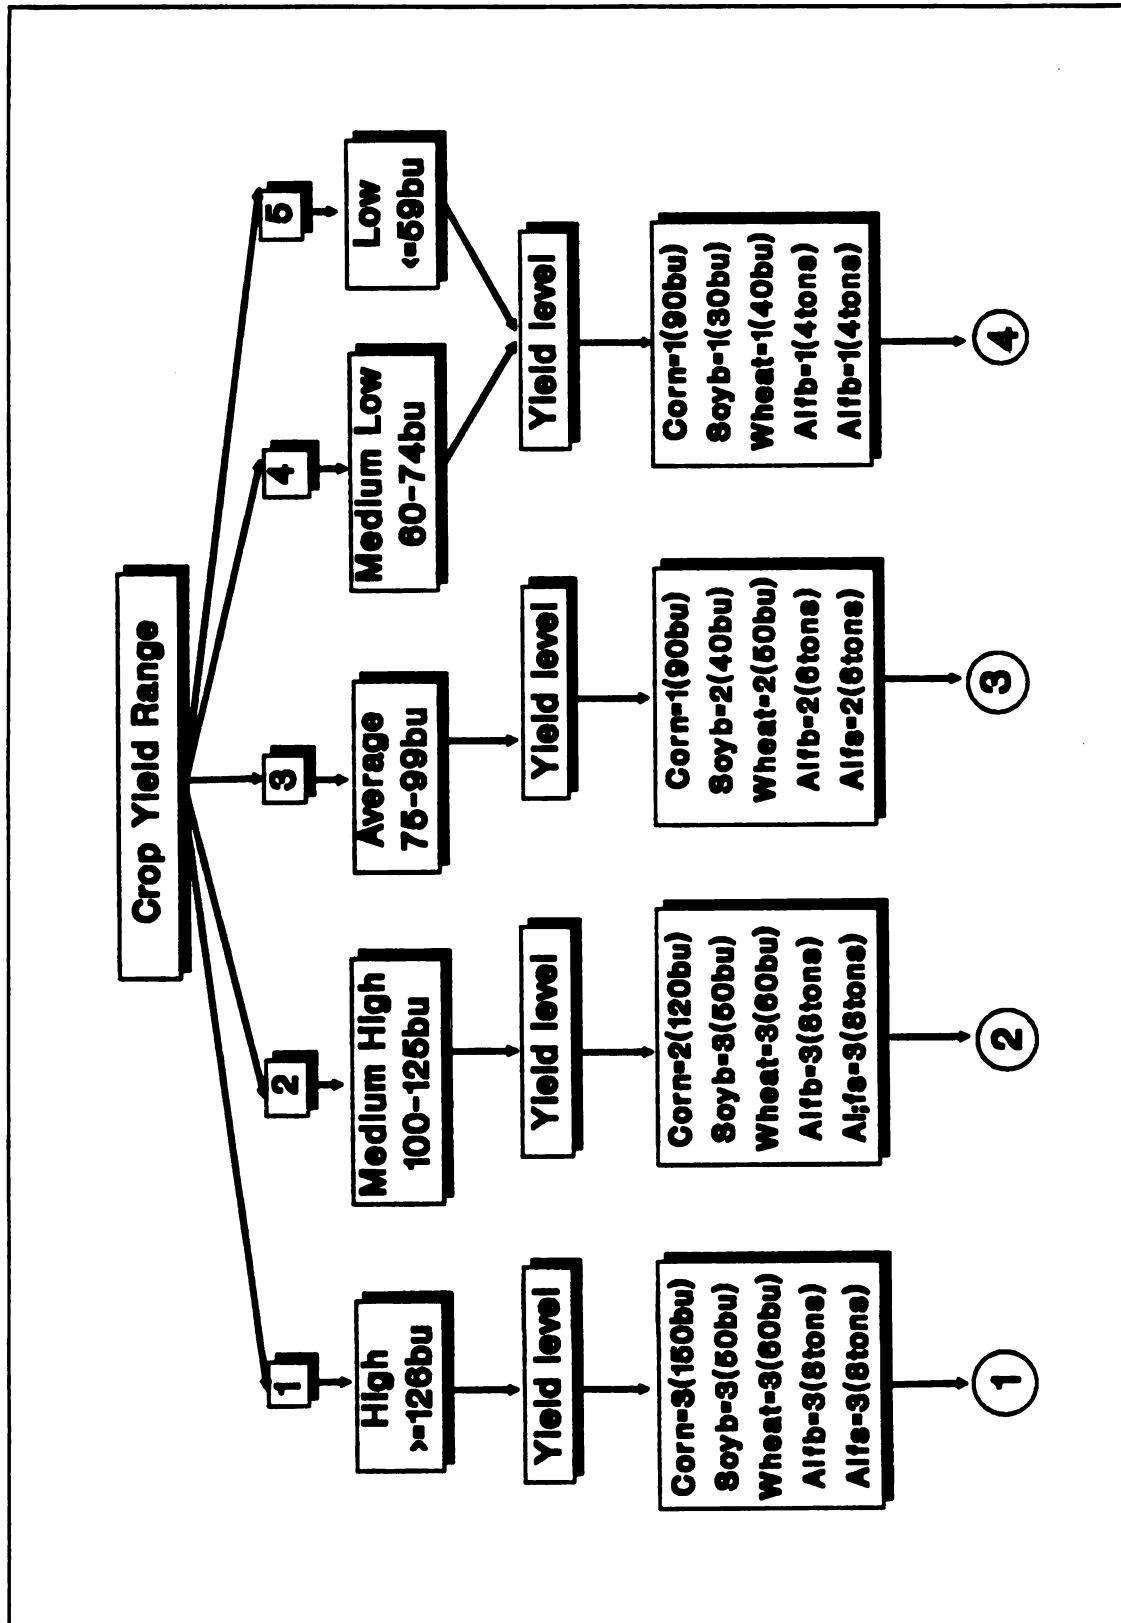 Crop Yield Range
1
2
3
4
5
High
>=126bu
Medium High
100-125bu
Average
75-99bu
Medium Low
60-74bu
Low
<=59bu
Yield level
Yield level
Yield level
Yield level
Corn=3(150bu)
Soyb=3(50bu)
Wheat=3(60bu)
Alfb=3(8tons)
Alfs=3(8tons)
Corn=2(120bu)
Soyb=3(50bu)
Wheat=3(60bu)
Alfb=3(8tons)
Al;fs=3(8tons)
Corn=1(90bu)
Soyb=2(40bu)
Wheat=2(50bu)
Alfb=2(6tons)
Alfs=2(6tons)
Corn=1(90bu)
Soyb=1(30bu)
Wheat=1(40bu)
Alfb=1(4tons)
Alfb=1(4tons)
1
2
3
4